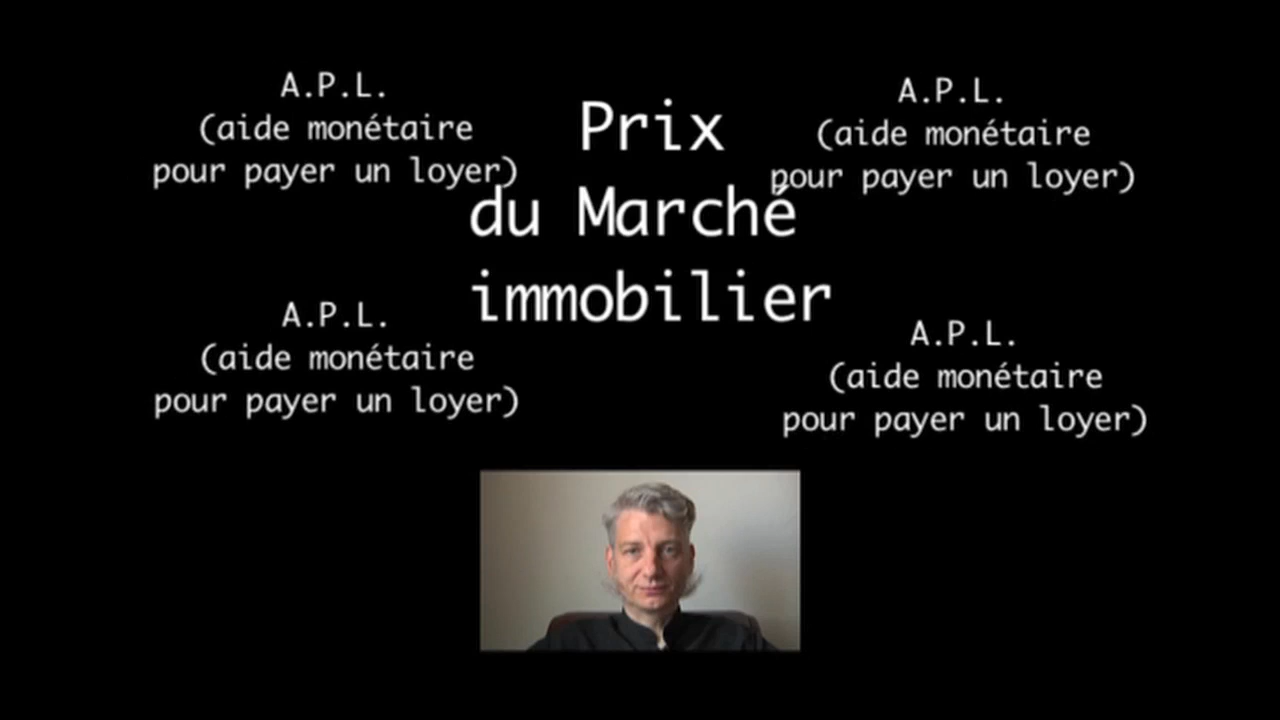 A.P.L.
(aide monétaire
pour payer un loyer)
Prix
du Marché
immobilier
A.P.L.
(aide monétaire
pour payer un loyer)
A.P.L.
(aide monétaire
pour payer un loyer)
A.P.L.
(aide monétaire
pour payer un loyer)